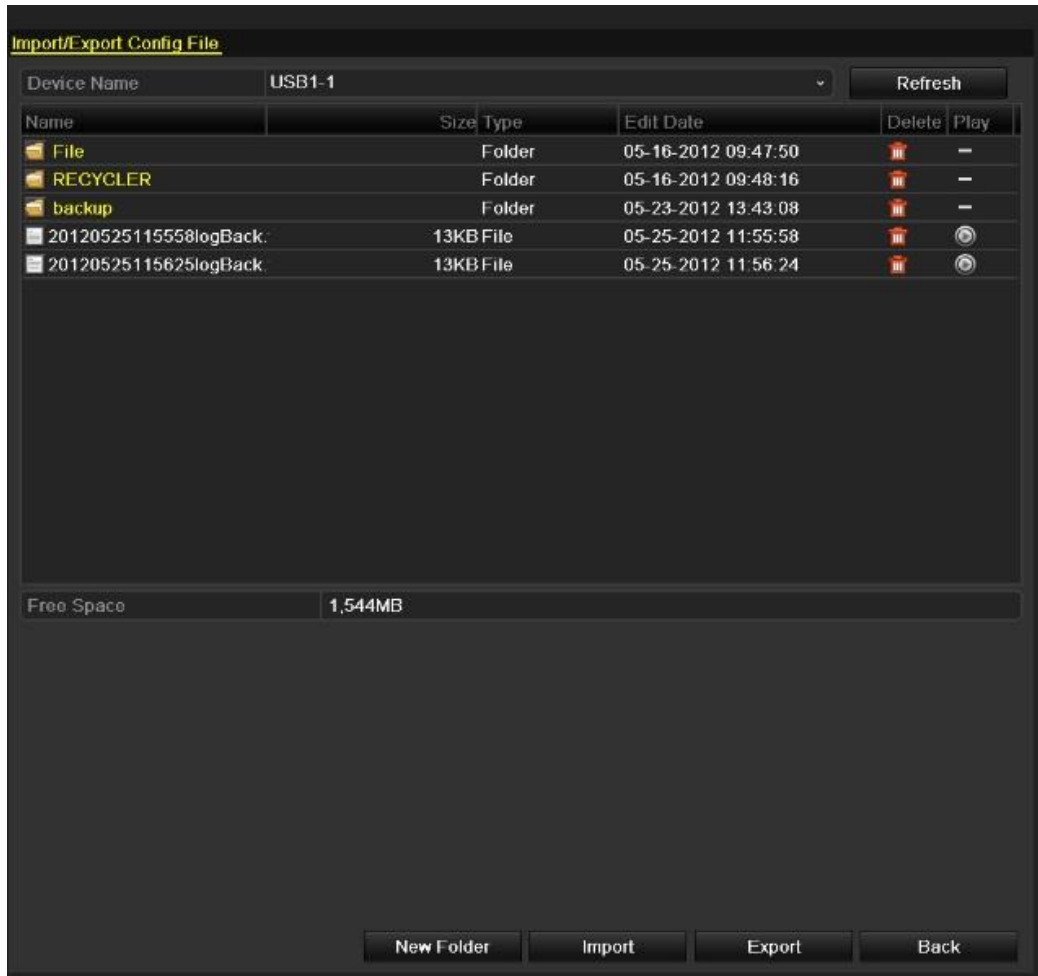 Import/Export Config File
Device Name USB1-1 Refresh
Name Size Type Edit Date Delete Play
File Folder 05-16-2012 09:47:50 –
RECYCLER Folder 05-16-2012 09:48:16 –
backup Folder 05-23-2012 13:43:08 –
20120525115558logBack. 13KB File 05-25-2012 11:55:58
20120525115625logBack. 13KB File 05-25-2012 11:56:24
Free Space 1,544MB
New Folder Import Export Back